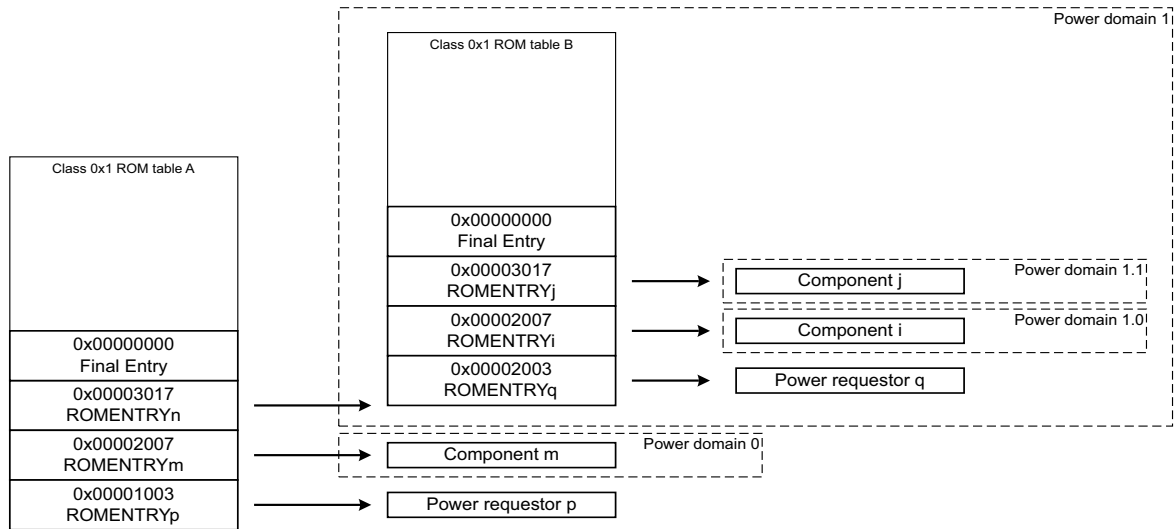 Power domain 1
Class 0x1 ROM table B
0x00000000
Final Entry
0x00003017
ROMENTRYj
Component j
Power domain 1.1
0x00002007
ROMENTRYi
Component i
Power domain 1.0
0x00002003
ROMENTRYq
Power requestor q
Class 0x1 ROM table A
0x00000000
Final Entry
0x00003017
ROMENTRYn
0x00002007
ROMENTRYm
Component m
Power domain 0
0x00001003
ROMENTRYp
Power requestor p